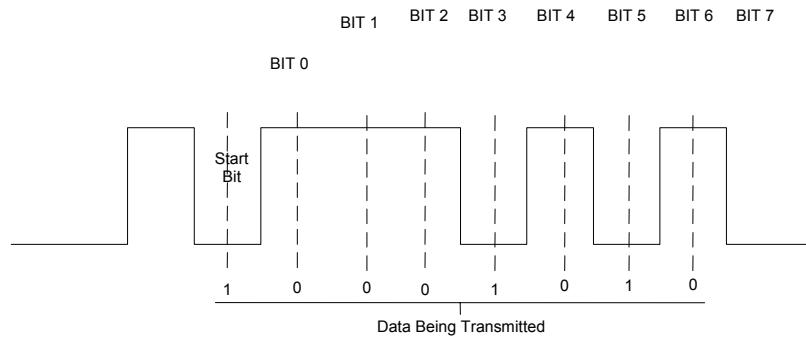 BIT 0
BIT 1
BIT 2 BIT 3 BIT 4 BIT 5 BIT 6 BIT 7
Start
Bit
1 0 0 0 1 0 1 0
Data Being Transmitted